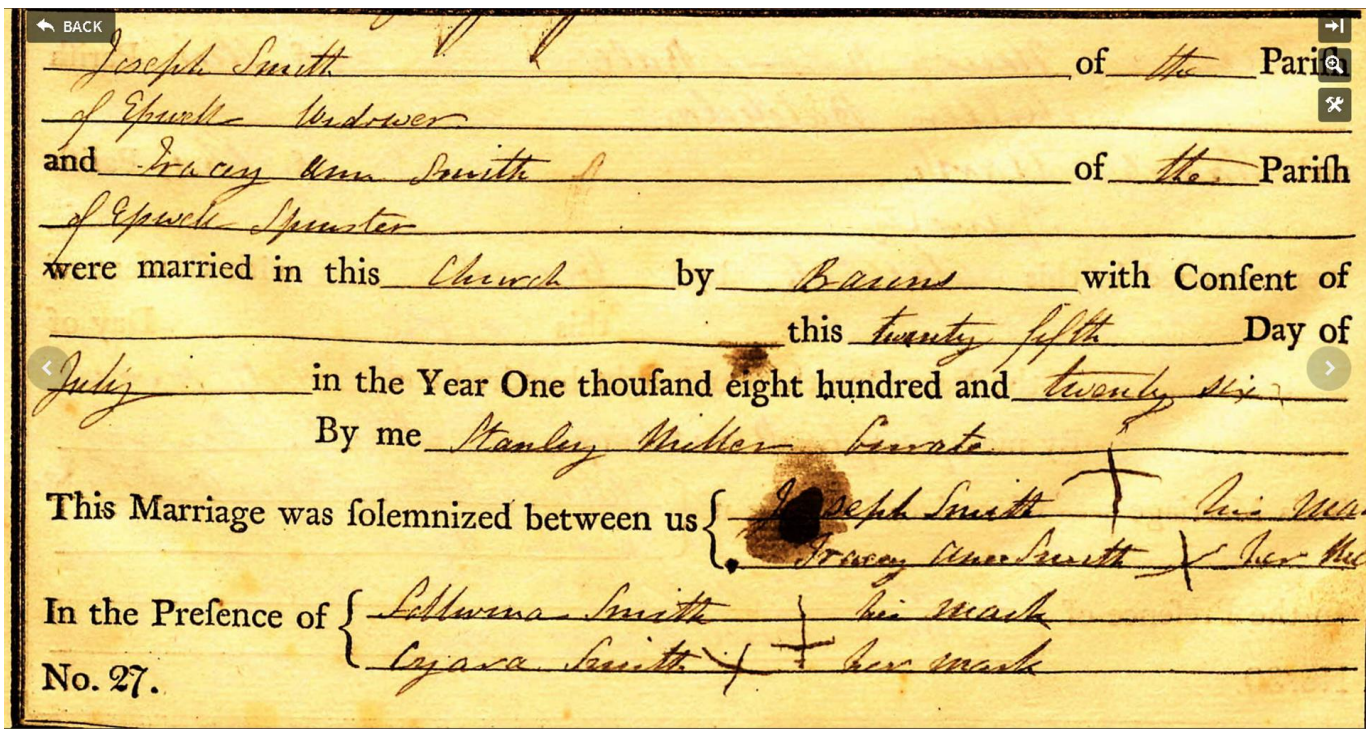 BACK
Joseph Smith of the Pariſh
of Epwell Widower
and Tracey Ann Smith of the Pariſh
of Epwell Spinster
were married in this Church by Banns with Conſent of
this twenty fifth Day of
July in the Year One thouſand eight hundred and twenty six
By me Stanley Miller Curate
This Marriage was ſolemnized between us { Joseph Smith his
Tracey Ann Smith X her
In the Preſence of { Smith his mark
Smith X her mark
No. 27.